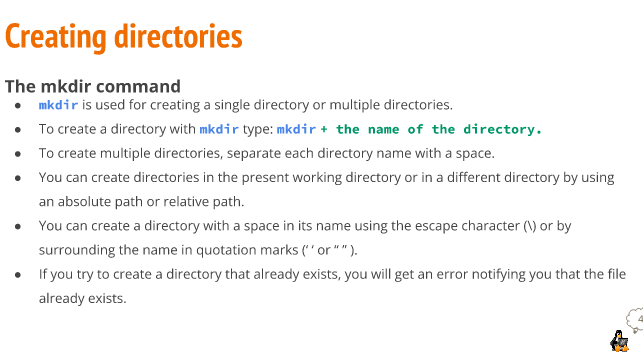 Creating directories
The mkdir command
● mkdir is used for creating a single directory or multiple directories.
● To create a directory with mkdir type: mkdir + the name of the directory.
● To create multiple directories, separate each directory name with a space.
● You can create directories in the present working directory or in a different directory by using
an absolute path or relative path.
● You can create a directory with a space in its name using the escape character (\) or by
surrounding the name in quotation marks (‘ ‘ or “ ” ).
● If you try to create a directory that already exists, you will get an error notifying you that the file
already exists.
4